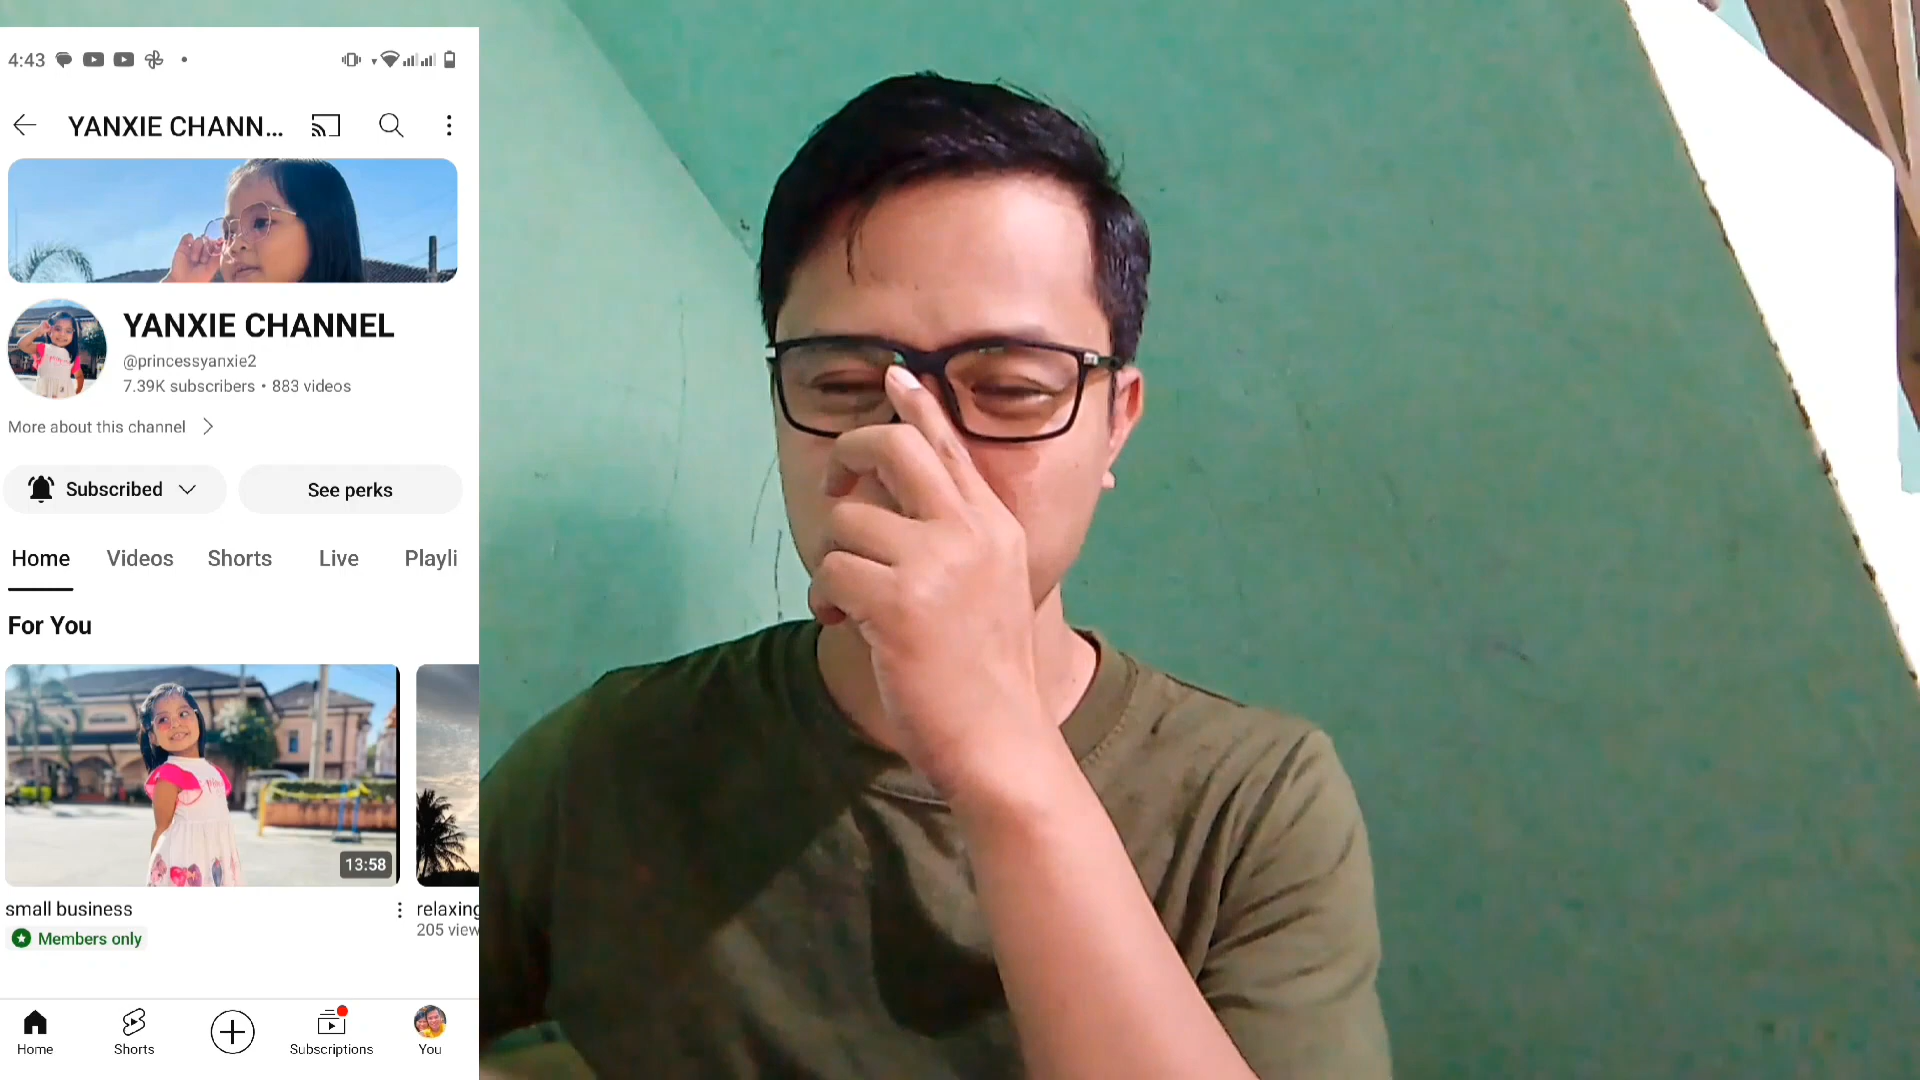 4:43
YANXIE CHANN...
YANXIE CHANNEL
@princessyanxie2
7.39K subscribers • 883 videos
More about this channel
Subscribed
See perks
Home
Videos
Shorts
Live
Playli
For You
13:58
small business
Members only
relaxing
205 view
Home
Shorts
Subscriptions
You